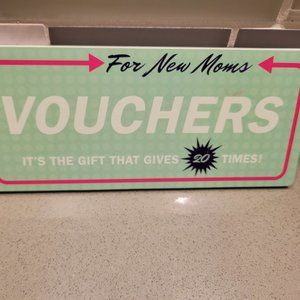 For New Moms
VOUCHERS
IT'S THE GIFT THAT GIVES 20 TIMES!